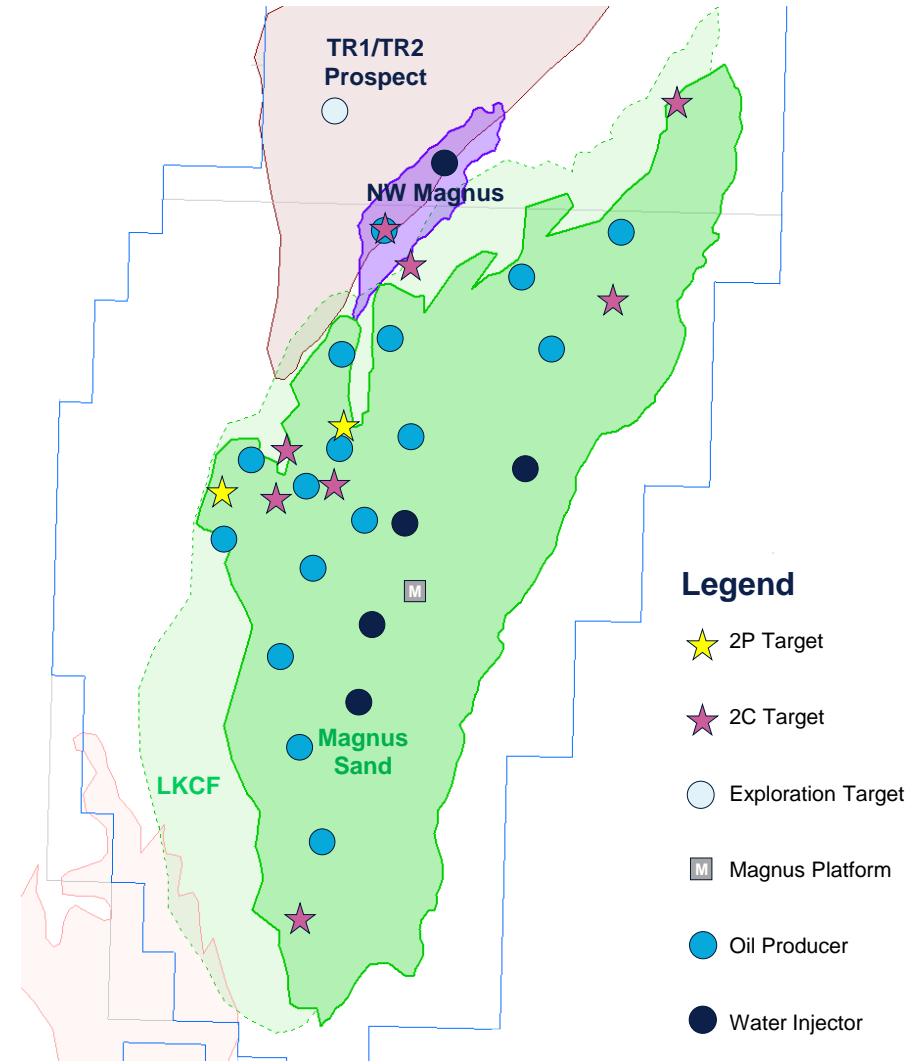 TR1/TR2
Prospect
NW Magnus
M
Magnus
Sand
LKCF
Legend
2P Target
2C Target
Exploration Target
M
Magnus Platform
Oil Producer
Water Injector